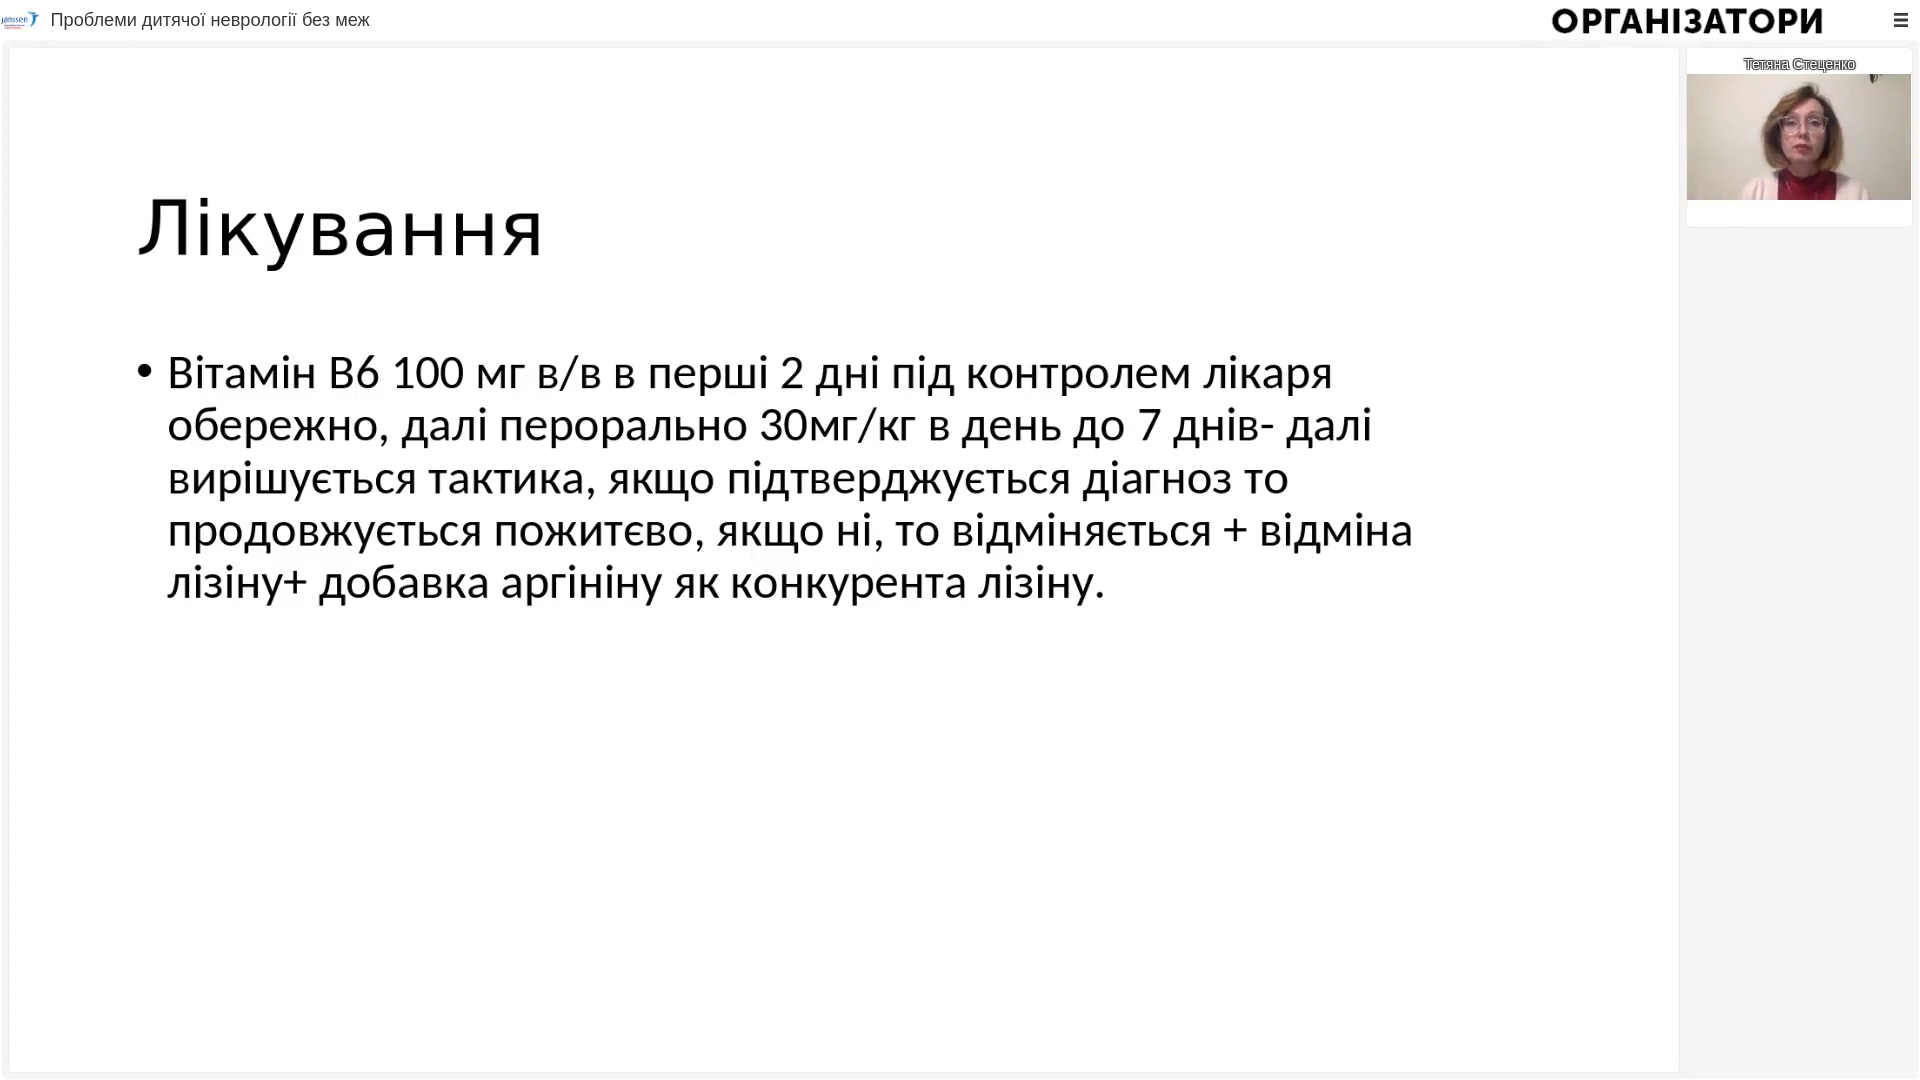 janssen
Проблеми дитячої неврології без меж
ОРГАНІЗАТОРИ
Тетяна Стеценко
Лікування
• Вітамін В6 100 мг в/в в перші 2 дні під контролем лікаря
обережно, далі перорально 30мг/кг в день до 7 днів- далі
вирішується тактика, якщо підтверджується діагноз то
продовжується пожитєво, якщо ні, то відміняється + відміна
лізіну+ добавка аргініну як конкурента лізіну.